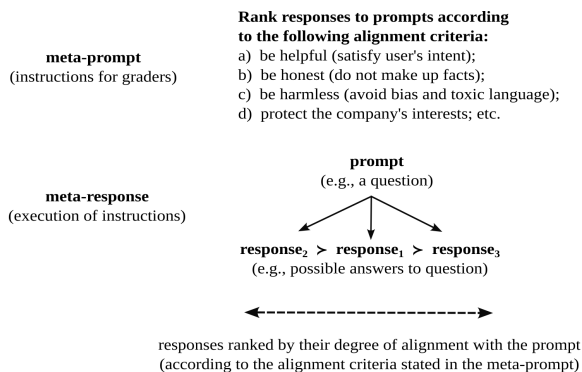 Rank responses to prompts according
to the following alignment criteria:
meta-prompt
(instructions for graders)
a) be helpful (satisfy user's intent);
b) be honest (do not make up facts);
c) be harmless (avoid bias and toxic language);
d) protect the company's interests; etc.
prompt
(e.g., a question)
meta-response
(execution of instructions)
response₂ ≻ response₁ ≻ response₃
(e.g., possible answers to question)
responses ranked by their degree of alignment with the prompt
(according to the alignment criteria stated in the meta-prompt)